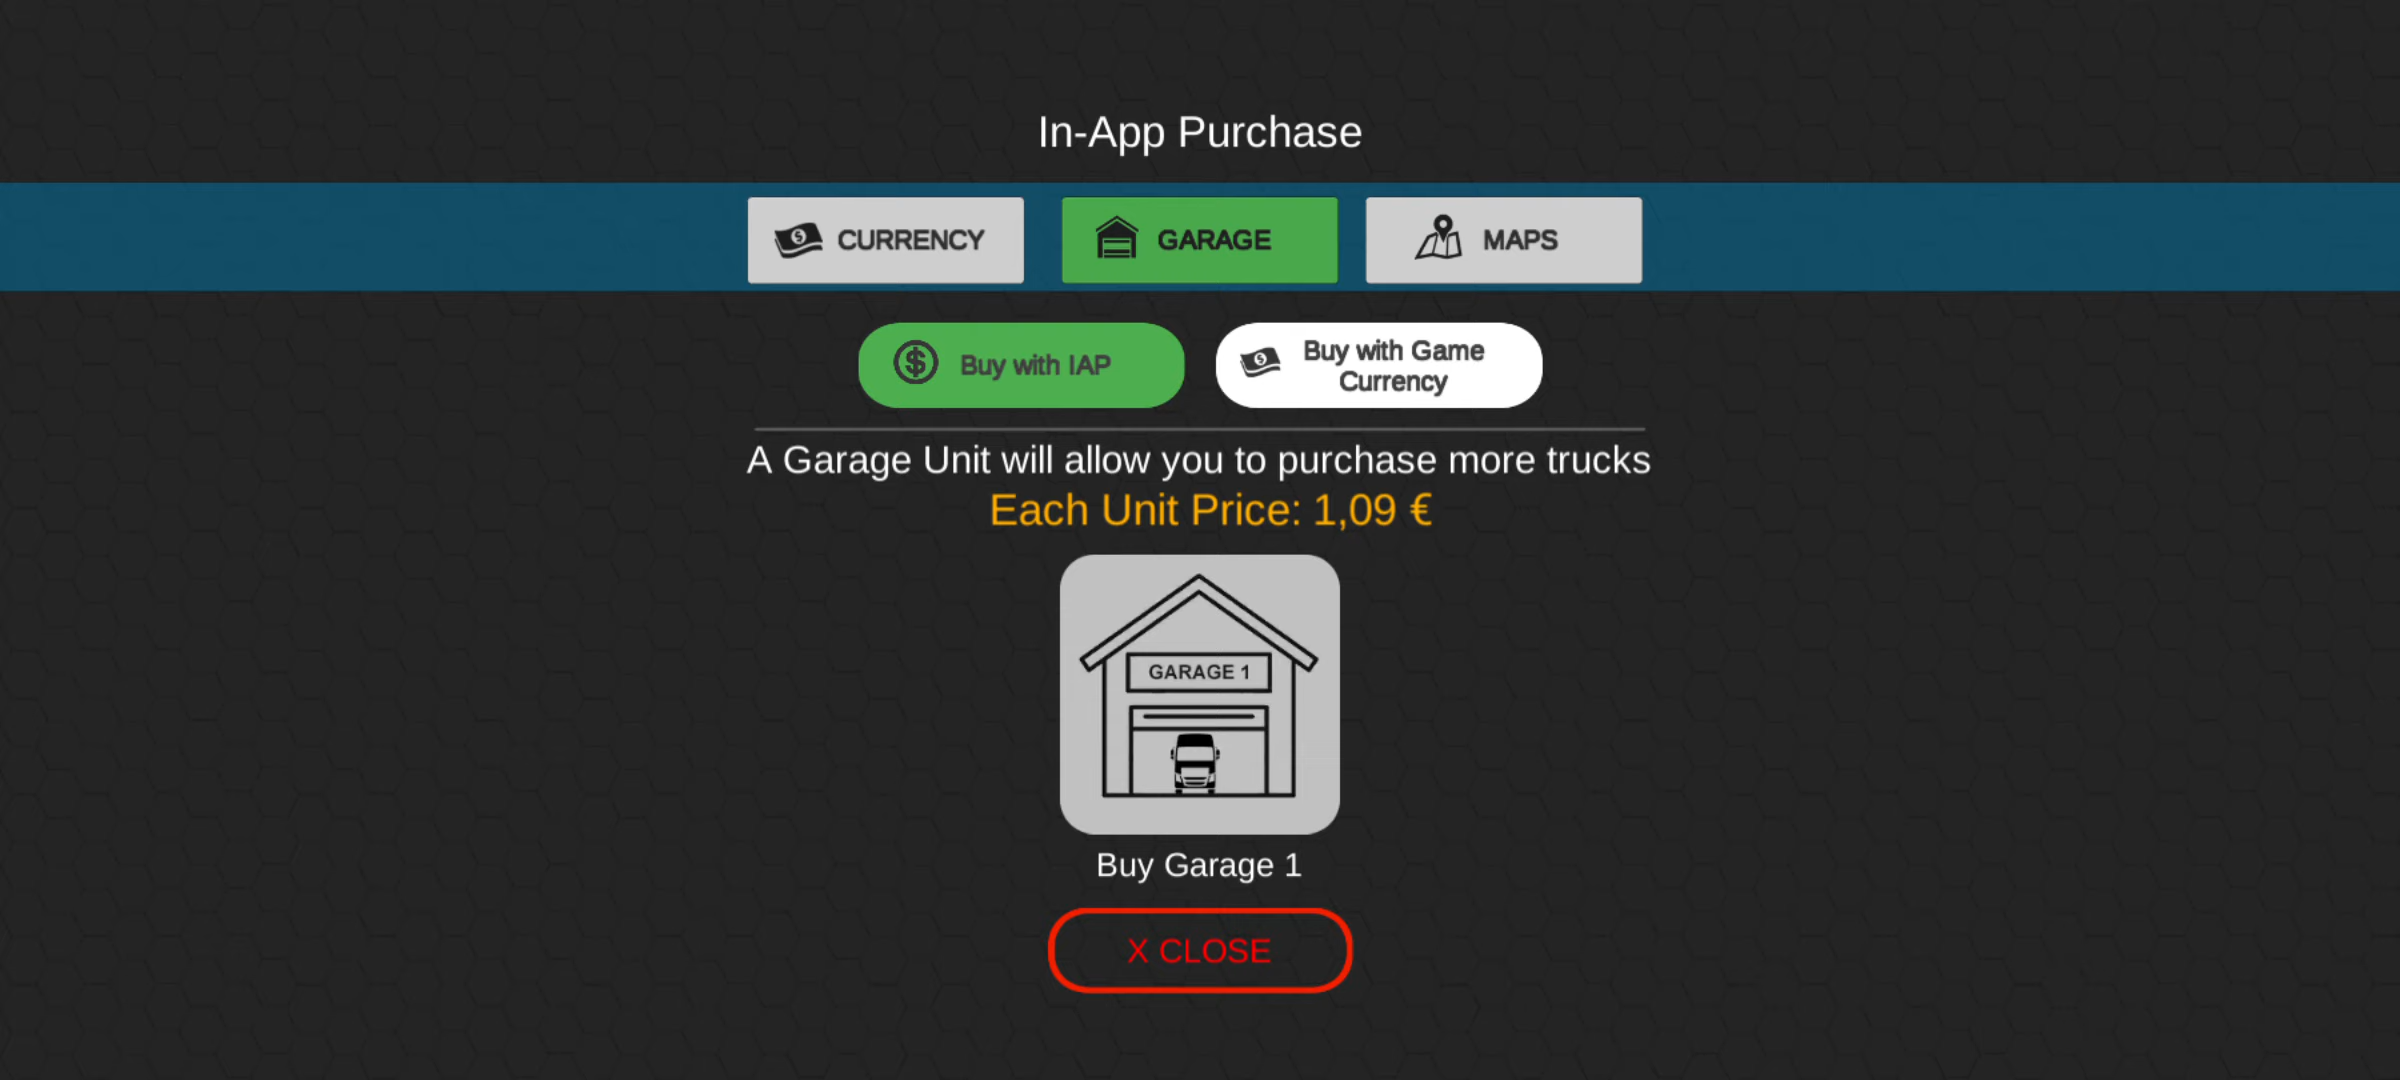 In-App Purchase
CURRENCY
GARAGE
MAPS
Buy with IAP
Buy with Game
Currency
A Garage Unit will allow you to purchase more trucks
Each Unit Price: 1,09 €
GARAGE 1
Buy Garage 1
X CLOSE